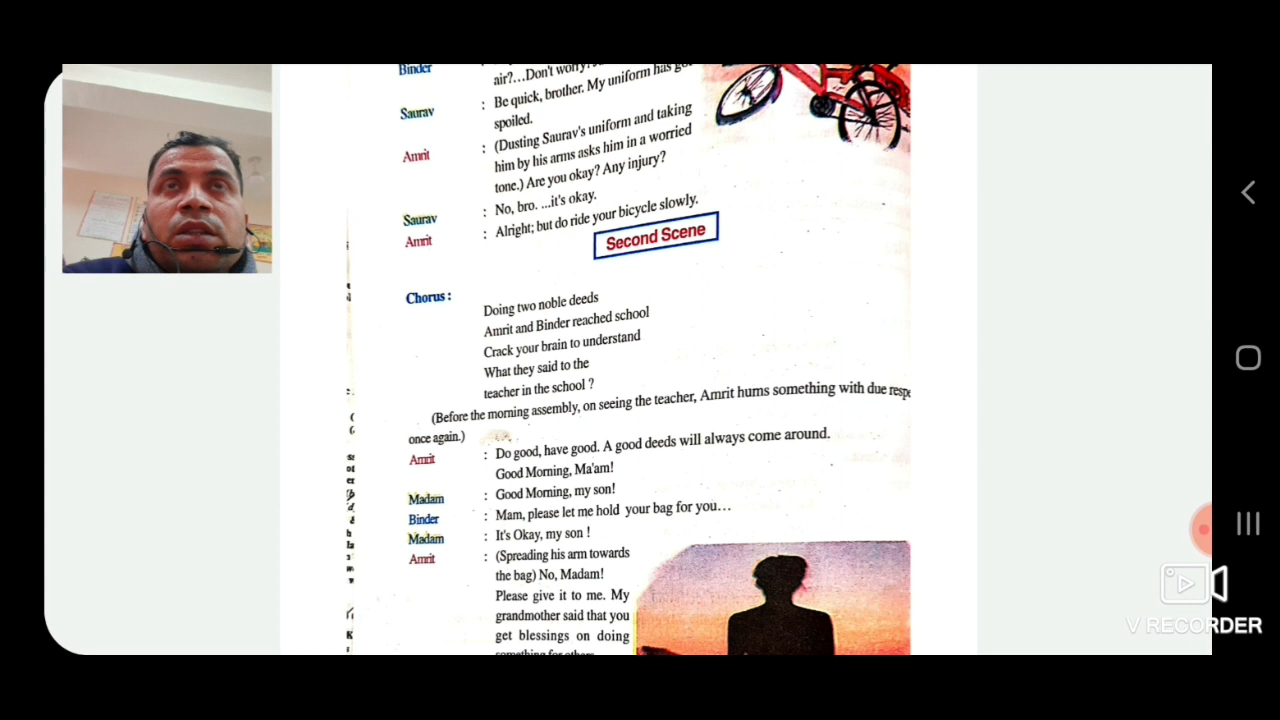 Binder
air?...Don't worry!
Saurav : Be quick, brother. My uniform has got
spoiled.
Amrit : (Dusting Saurav's uniform and taking
him by his arms asks him in a worried
tone.) Are you okay? Any injury?
Saurav : No, bro. ...it's okay.
Amrit : Alright; but do ride your bicycle slowly.
Second Scene
Chorus :
Doing two noble deeds
Amrit and Binder reached school
Crack your brain to understand
What they said to the
teacher in the school ?
(Before the morning assembly, on seeing the teacher, Amrit hums something with due respe
once again.)
Amrit : Do good, have good. A good deeds will always come around.
Good Morning, Ma'am!
Madam : Good Morning, my son!
Binder : Mam, please let me hold your bag for you...
Madam : It's Okay, my son !
Amrit : (Spreading his arm towards
the bag) No, Madam!
Please give it to me. My
grandmother said that you
get blessings on doing
something for others
V RECORDER